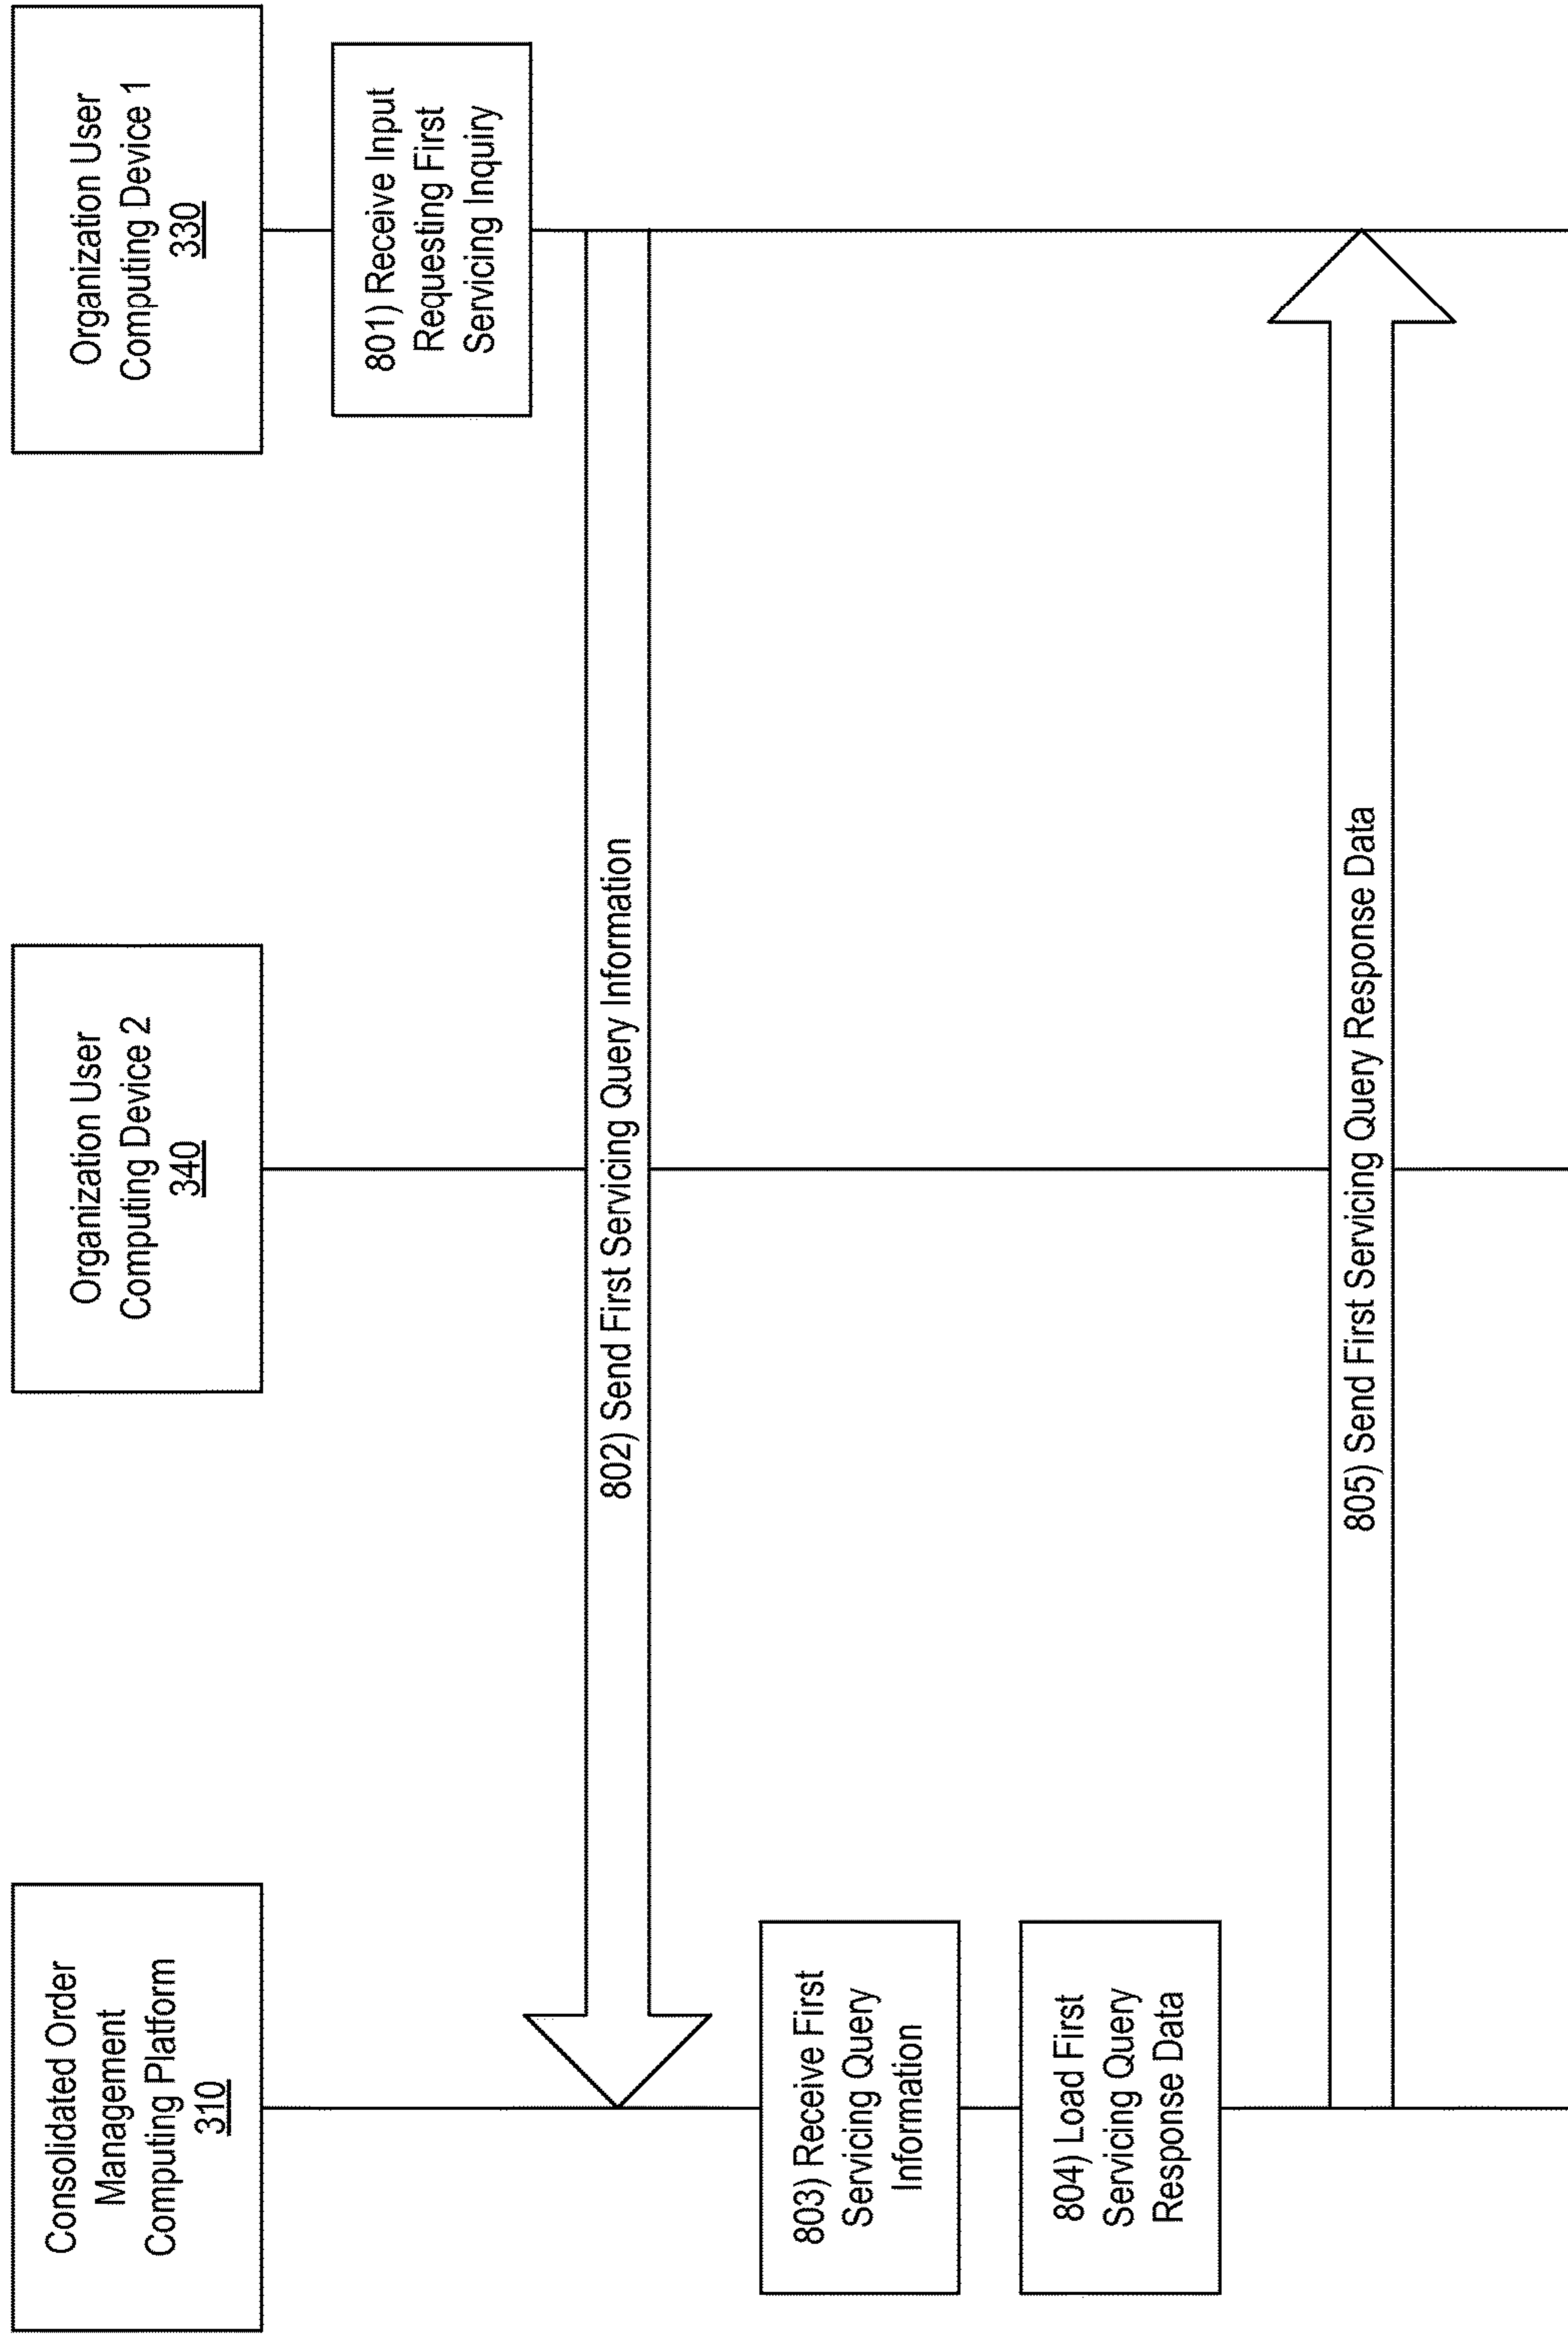 Consolidated Order
Management
Computing Platform
310
Organization User
Computing Device 2
340
Organization User
Computing Device 1
330
801) Receive Input
Requesting First
Servicing Inquiry
802) Send First Servicing Query Information
803) Receive First
Servicing Query
Information
804) Load First
Servicing Query
Response Data
805) Send First Servicing Query Response Data